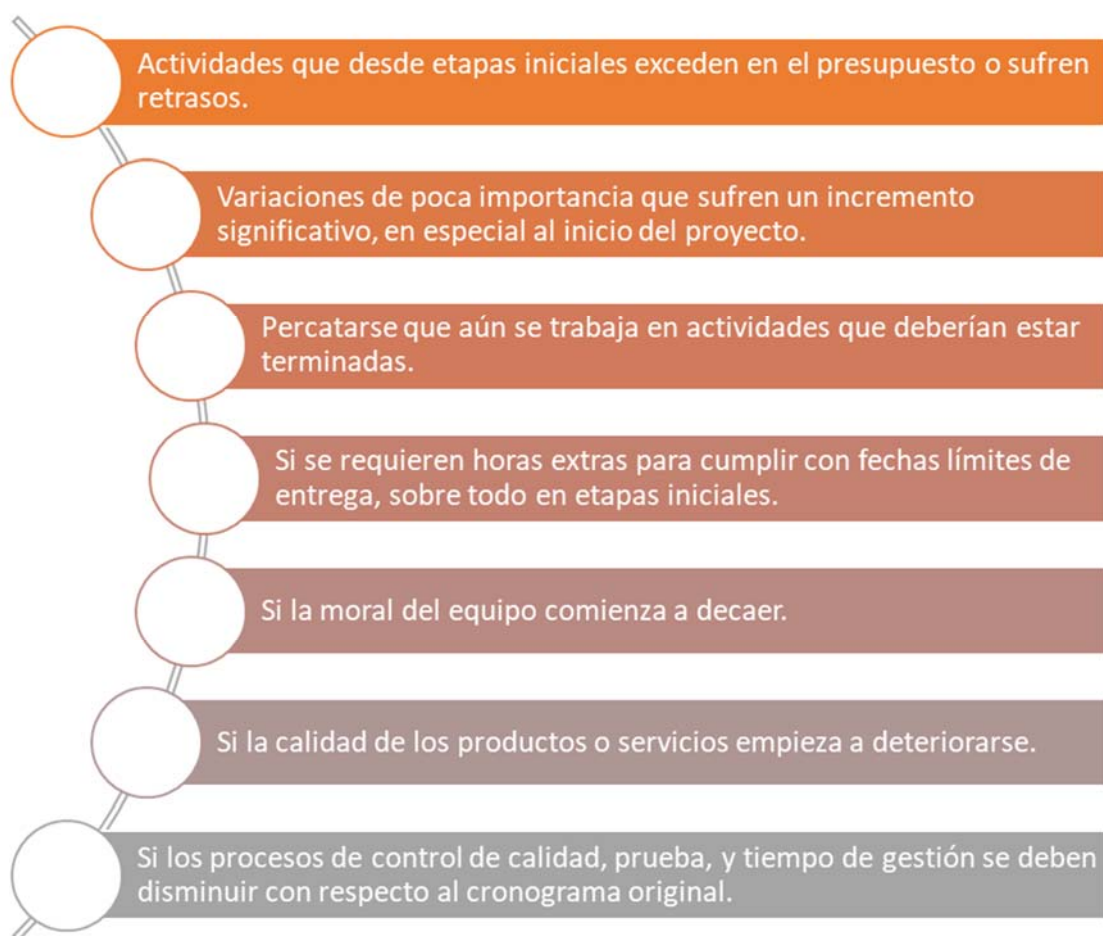 Actividades que desde etapas iniciales exceden en el presupuesto o sufren
retrasos.
Variaciones de poca importancia que sufren un incremento
significativo, en especial al inicio del proyecto.
Percatarse que aún se trabaja en actividades que deberían estar
terminadas.
Si se requieren horas extras para cumplir con fechas límites de
entrega, sobre todo en etapas iniciales.
Si la moral del equipo comienza a decaer.
Si la calidad de los productos o servicios empieza a deteriorarse.
Si los procesos de control de calidad, prueba, y tiempo de gestión se deben
disminuir con respecto al cronograma original.